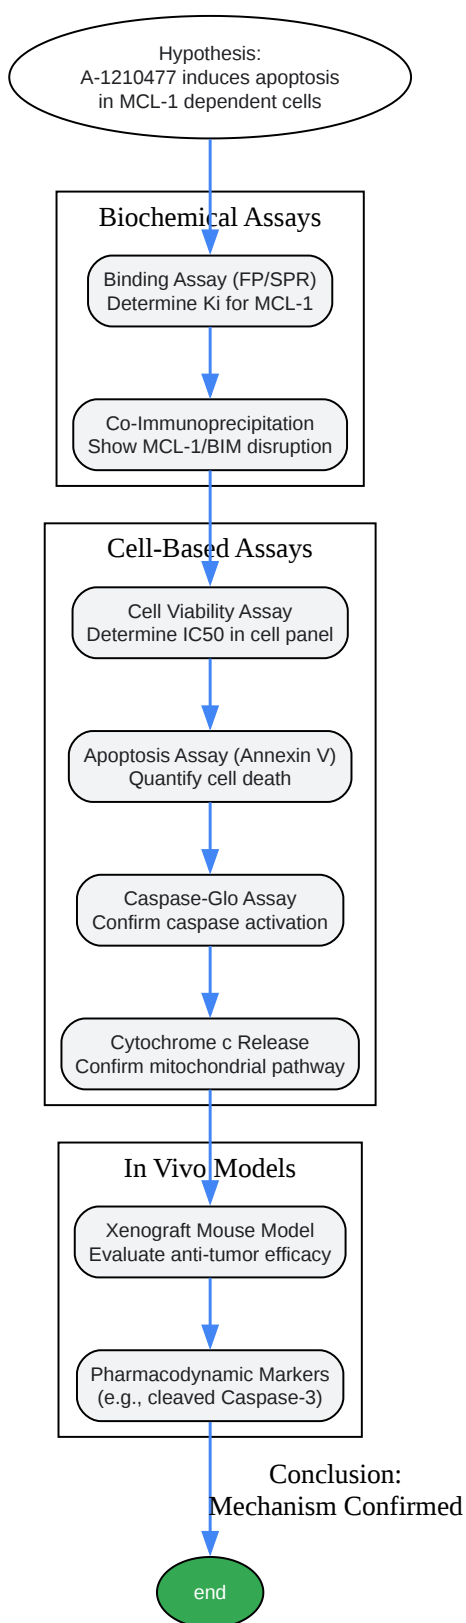 Hypothesis:
A-1210477 induces apoptosis
in MCL-1 dependent cells
Biochemical Assays
Binding Assay (FP/SPR)
Determine Ki for MCL-1
Co-Immunoprecipitation
Show MCL-1/BIM disruption
Cell-Based Assays
Cell Viability Assay
Determine IC50 in cell panel
Apoptosis Assay (Annexin V)
Quantify cell death
Caspase-Glo Assay
Confirm caspase activation
Cytochrome c Release
Confirm mitochondrial pathway
In Vivo Models
Xenograft Mouse Model
Evaluate anti-tumor efficacy
Pharmacodynamic Markers
(e.g., cleaved Caspase-3)
Conclusion:
Mechanism Confirmed
end